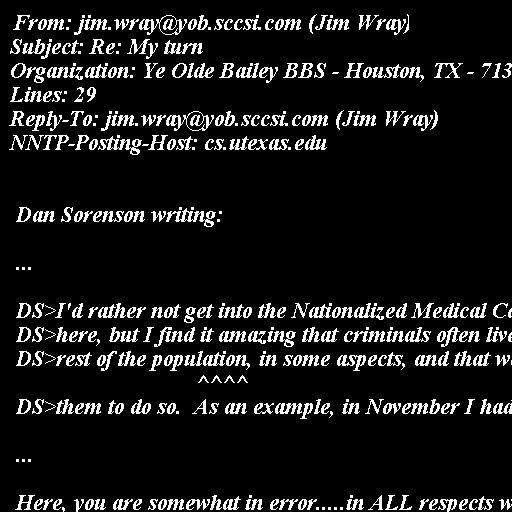 From: jim.wray@yob.sccsi.com (Jim Wray)
Subject: Re: My turn
Organization: Ye Olde Bailey BBS - Houston, TX - 713
Lines: 29
Reply-To: jim.wray@yob.sccsi.com (Jim Wray)
NNTP-Posting-Host: cs.utexas.edu
Dan Sorenson writing:
...
DS>I'd rather not get into the Nationalized Medical
DS>here, but I find it amazing that criminals often live
DS>rest of the population, in some aspects, and that
^^^^
DS>them to do so.  As an example, in November I had
...
Here, you are somewhat in error.....in ALL respects